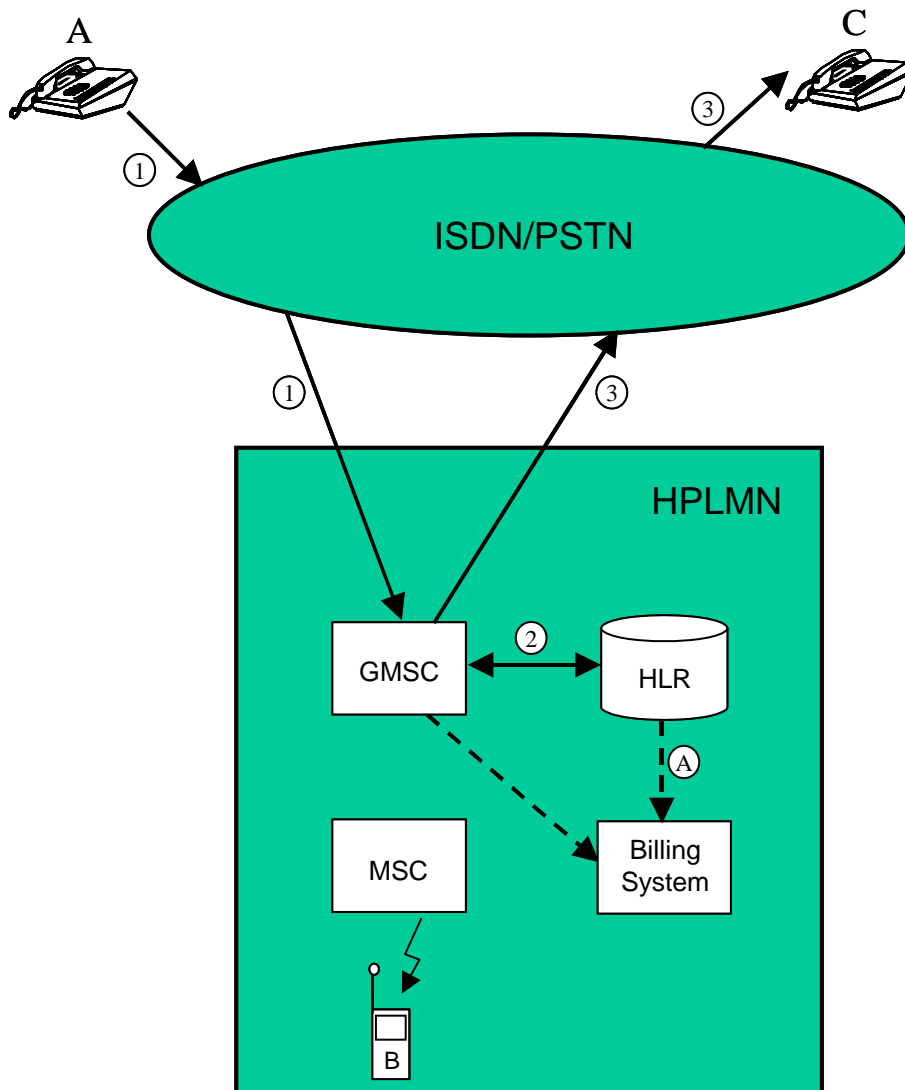 A
C
3
1
ISDN/PSTN
1
3
HPLMN
2
GMSC
HLR
A
MSC
Billing
System
B